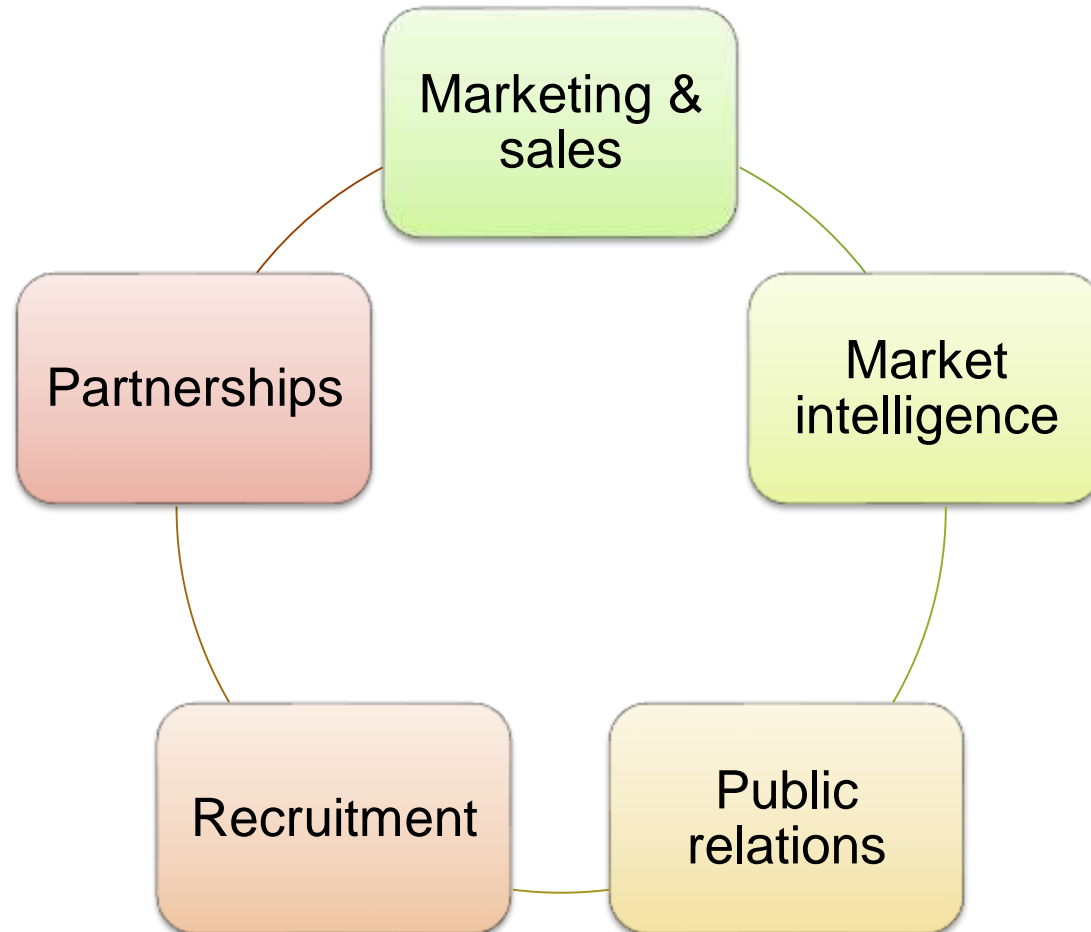 Marketing &
sales
Partnerships
Market
intelligence
Recruitment
Public
relations